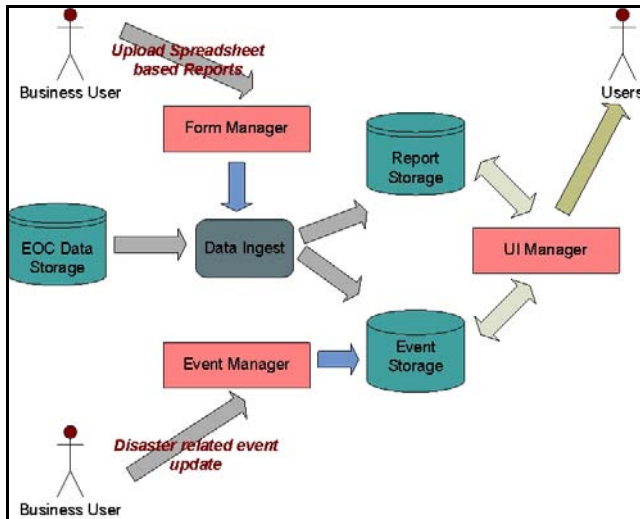 Upload Spreadsheet
based Reports
Business User
Users
Form Manager
Report
Storage
EOC Data
Storage
Data Ingest
UI Manager
Event Manager
Event
Storage
Disaster related event
update
Business User